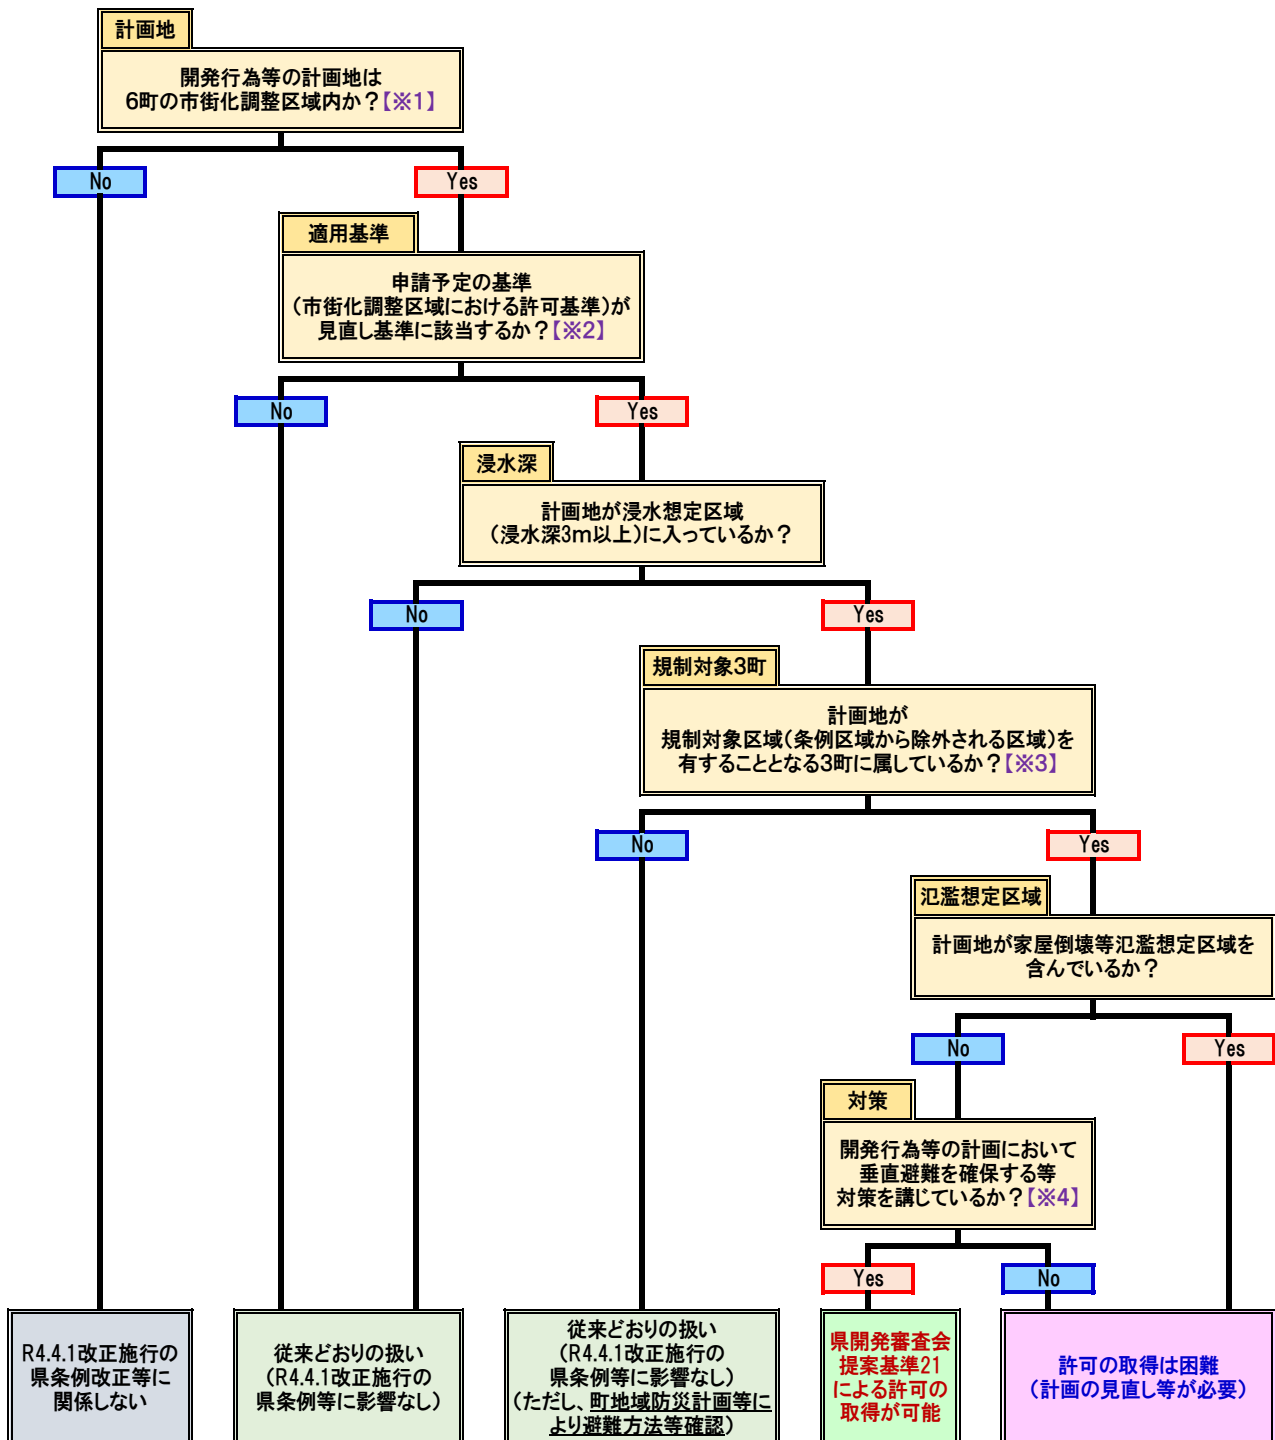 計画地
開発行為等の計画地は
6町の市街化調整区域内か？【※1】
No
Yes
適用基準
申請予定の基準
（市街化調整区域における許可基準）が
見直し基準に該当するか？【※2】
No
Yes
浸水深
計画地が浸水想定区域
（浸水深3m以上）に入っているか？
No
Yes
規制対象3町
計画地が
規制対象区域（条例区域から除外される区域）を
有することとなる3町に属しているか？【※3】
No
Yes
氾濫想定区域
計画地が家屋倒壊等氾濫想定区域を
含んでいるか？
No
Yes
対策
開発行為等の計画において
垂直避難を確保する等
対策を講じているか？【※4】
Yes
No
R4.4.1改正施行の
県条例改正等に
関係しない
従来どおりの扱い
（R4.4.1改正施行の
県条例等に影響なし）
従来どおりの扱い
（R4.4.1改正施行の
県条例等に影響なし）
（ただし、町地域防災計画等に
より避難方法等確認）
県開発審査会
提案基準21
による許可の
取得が可能
許可の取得は困難
（計画の見直し等が必要）